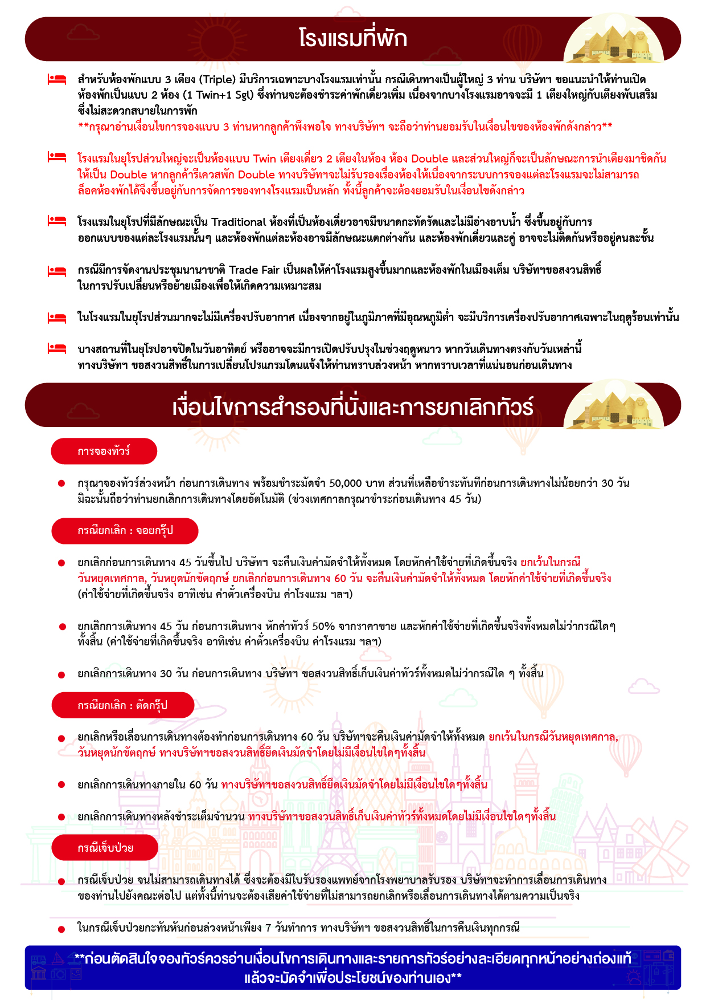 โรงแรมที่พัก
สำหรับห้องพักแบบ 3 เตียง (Triple) มีบริการเฉพาะบางโรงแรมเท่านั้น กรณีเดินทางเป็นผู้ใหญ่ 3 ท่าน บริษัทฯ ขอแนะนำให้ท่านเปิด
ห้องพักเป็นแบบ 2 ห้อง (1 Twin+1 Sgl) ซึ่งท่านจะต้องชำระค่าพักเดี่ยวเพิ่ม เนื่องจากบางโรงแรมอาจจะมี 1 เตียงใหญ่กับเตียงพับเสริม
ซึ่งไม่สะดวกสบายในการพัก
**กรุณาอ่านเงื่อนไขการจองแบบ 3 ท่านหากลูกค้าพึงพอใจ ทางบริษัทฯ จะถือว่าท่านยอมรับในเงื่อนไขของห้องพักดังกล่าว**
โรงแรมในยุโรปส่วนใหญ่จะเป็นห้องแบบ Twin เตียงเดี่ยว 2 เตียงในห้อง ห้อง Double และส่วนใหญ่ก็จะเป็นลักษณะการนำเตียงมาชิดกัน
ให้เป็น Double หากลูกค้ารีเควสพัก Double ทางบริษัทฯจะไม่รับรองเรื่องห้องให้เนื่องจากระบบการจองแต่ละโรงแรมจะไม่สามารถ
ล็อคห้องพักได้จึงขึ้นอยู่กับการจัดการของทางโรงแรมเป็นหลัก ทั้งนี้ลูกค้าจะต้องยอมรับในเงื่อนไขดังกล่าว
โรงแรมในยุโรปที่มีลักษณะเป็น Traditional ห้องที่เป็นห้องเดี่ยวอาจมีขนาดกะทัดรัดและไม่มีอ่างอาบน้ำ ซึ่งขึ้นอยู่กับการ
ออกแบบของแต่ละโรงแรมนั้นๆ และห้องพักแต่ละห้องอาจมีลักษณะแตกต่างกัน และห้องพักเดี่ยวและคู่ อาจจะไม่ติดกันหรืออยู่คนละชั้น
กรณีมีการจัดงานประชุมนานาชาติ Trade Fair เป็นผลให้ค่าโรงแรมสูงขึ้นมากและห้องพักในเมืองเต็ม บริษัทฯขอสงวนสิทธิ์
ในการปรับเปลี่ยนหรือย้ายเมืองเพื่อให้เกิดความเหมาะสม
ในโรงแรมในยุโรปส่วนมากจะไม่มีเครื่องปรับอากาศ เนื่องจากอยู่ในภูมิภาคที่มีอุณหภูมิต่ำ จะมีบริการเครื่องปรับอากาศเฉพาะในฤดูร้อนเท่านั้น
บางสถานที่ในยุโรปอาจปิดในวันอาทิตย์ หรืออาจจะมีการเปิดปรับปรุงในช่วงฤดูหนาว หากวันเดินทางตรงกับวันเหล่านี้
ทางบริษัทฯ ขอสงวนสิทธิ์ในการเปลี่ยนโปรแกรมโดนแจ้งให้ท่านทราบล่วงหน้า หากทราบเวลาที่แน่นอนก่อนเดินทาง
เงื่อนไขการสำรองที่นั่งและการยกเลิกทัวร์
การจองทัวร์
กรุณาจองทัวร์ล่วงหน้า ก่อนการเดินทาง พร้อมชำระมัดจำ 50,000 บาท ส่วนที่เหลือชำระทันทีก่อนการเดินทางไม่น้อยกว่า 30 วัน
มิฉะนั้นถือว่าท่านยกเลิกการเดินทางโดยอัตโนมัติ (ช่วงเทศกาลกรุณาชำระก่อนเดินทาง 45 วัน)
กรณียกเลิก : จอยกรุ๊ป
ยกเลิกก่อนการเดินทาง 45 วันขึ้นไป บริษัทฯ จะคืนเงินค่ามัดจำให้ทั้งหมด โดยหักค่าใช้จ่ายที่เกิดขึ้นจริง ยกเว้นในกรณี
วันหยุดเทศกาล, วันหยุดนักขัตฤกษ์ ยกเลิกก่อนการเดินทาง 60 วัน จะคืนเงินค่ามัดจำให้ทั้งหมด โดยหักค่าใช้จ่ายที่เกิดขึ้นจริง
(ค่าใช้จ่ายที่เกิดขึ้นจริง อาทิเช่น ค่าตั๋วเครื่องบิน ค่าโรงแรม ฯลฯ)
ยกเลิกการเดินทาง 45 วัน ก่อนการเดินทาง หักค่าทัวร์ 50% จากราคาขาย และหักค่าใช้จ่ายที่เกิดขึ้นจริงทั้งหมดไม่ว่ากรณีใดๆ
ทั้งสิ้น (ค่าใช้จ่ายที่เกิดขึ้นจริง อาทิเช่น ค่าตั๋วเครื่องบิน ค่าโรงแรม ฯลฯ)
ยกเลิกการเดินทาง 30 วัน ก่อนการเดินทาง บริษัทฯ ขอสงวนสิทธิ์เก็บเงินค่าทัวร์ทั้งหมดไม่ว่ากรณีใด ๆ ทั้งสิ้น
กรณียกเลิก : ตัดกรุ๊ป
ยกเลิกหรือเลื่อนการเดินทางต้องทำก่อนการเดินทาง 60 วัน บริษัทฯจะคืนเงินค่ามัดจำให้ทั้งหมด ยกเว้นในกรณีวันหยุดเทศกาล,
วันหยุดนักขัตฤกษ์ ทางบริษัทฯขอสงวนสิทธิ์ยึดเงินมัดจำโดยไม่มีเงื่อนไขใดๆทั้งสิ้น
ยกเลิกการเดินทางภายใน 60 วัน ทางบริษัทฯขอสงวนสิทธิ์ยึดเงินมัดจำโดยไม่มีเงื่อนไขใดๆทั้งสิ้น
ยกเลิกการเดินทางหลังชำระเต็มจำนวน ทางบริษัทฯขอสงวนสิทธิ์เก็บเงินค่าทัวร์ทั้งหมดโดยไม่มีเงื่อนไขใดๆทั้งสิ้น
กรณีเจ็บป่วย
กรณีเจ็บป่วย จนไม่สามารถเดินทางได้ ซึ่งจะต้องมีใบรับรองแพทย์จากโรงพยาบาลรับรอง บริษัทฯจะทำการเลื่อนการเดินทาง
ของท่านไปยังคณะต่อไป แต่ทั้งนี้ท่านจะต้องเสียค่าใช้จ่ายที่ไม่สามารถยกเลิกหรือเลื่อนการเดินทางได้ตามความเป็นจริง
ในกรณีเจ็บป่วยกะทันหันก่อนล่วงหน้าเพียง 7 วันทำการ ทางบริษัทฯ ขอสงวนสิทธิ์ในการคืนเงินทุกกรณี
**ก่อนตัดสินใจจองทัวร์ควรอ่านเงื่อนไขการเดินทางและรายการทัวร์อย่างละเอียดทุกหน้าอย่างถ่องแท้
แล้วจะมัดจำเพื่อประโยชน์ของท่านเอง**